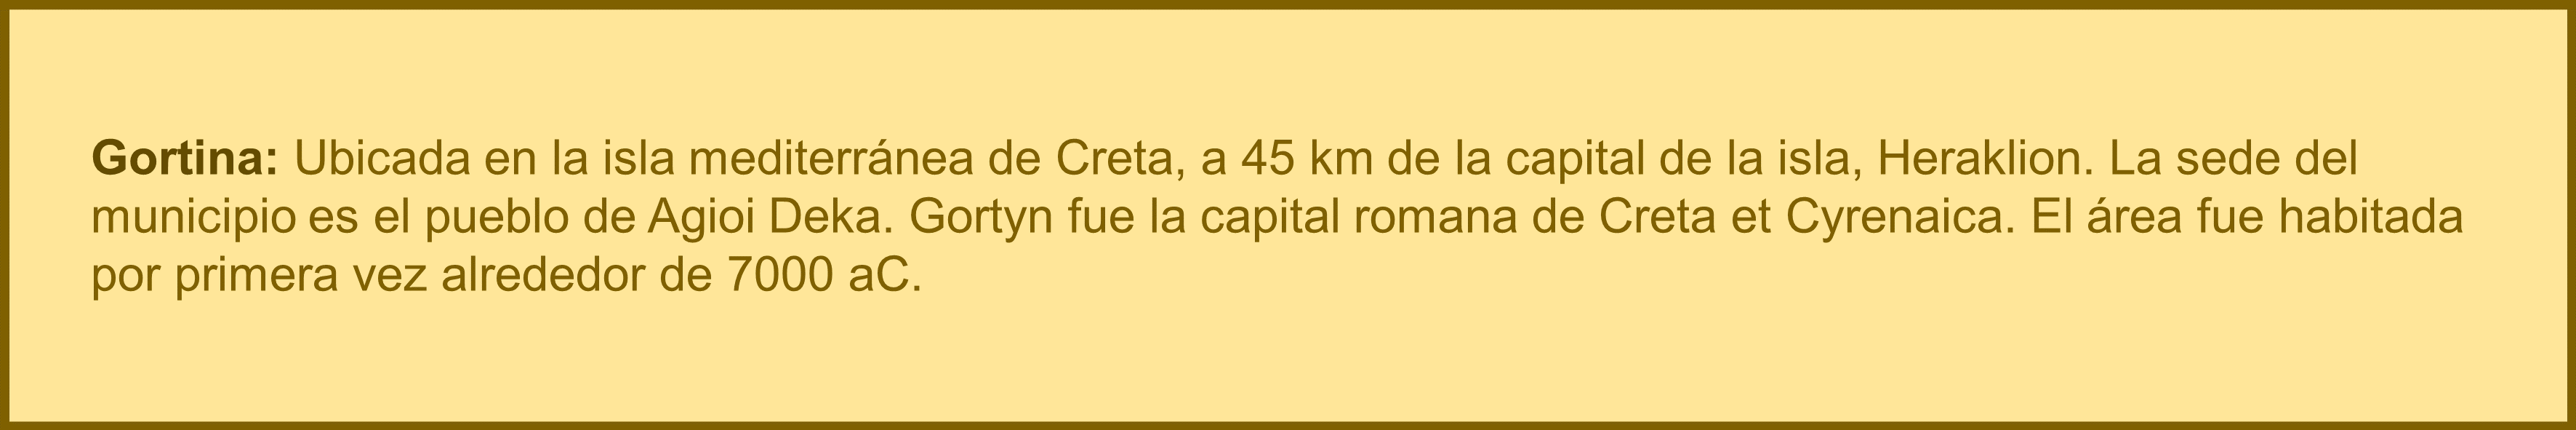 Gortina: Ubicada en la isla mediterránea de Creta, a 45 km de la capital de la isla, Heraklion. La sede del
municipio es el pueblo de Agioi Deka. Gortyn fue la capital romana de Creta et Cyrenaica. El área fue habitada
por primera vez alrededor de 7000 aC.